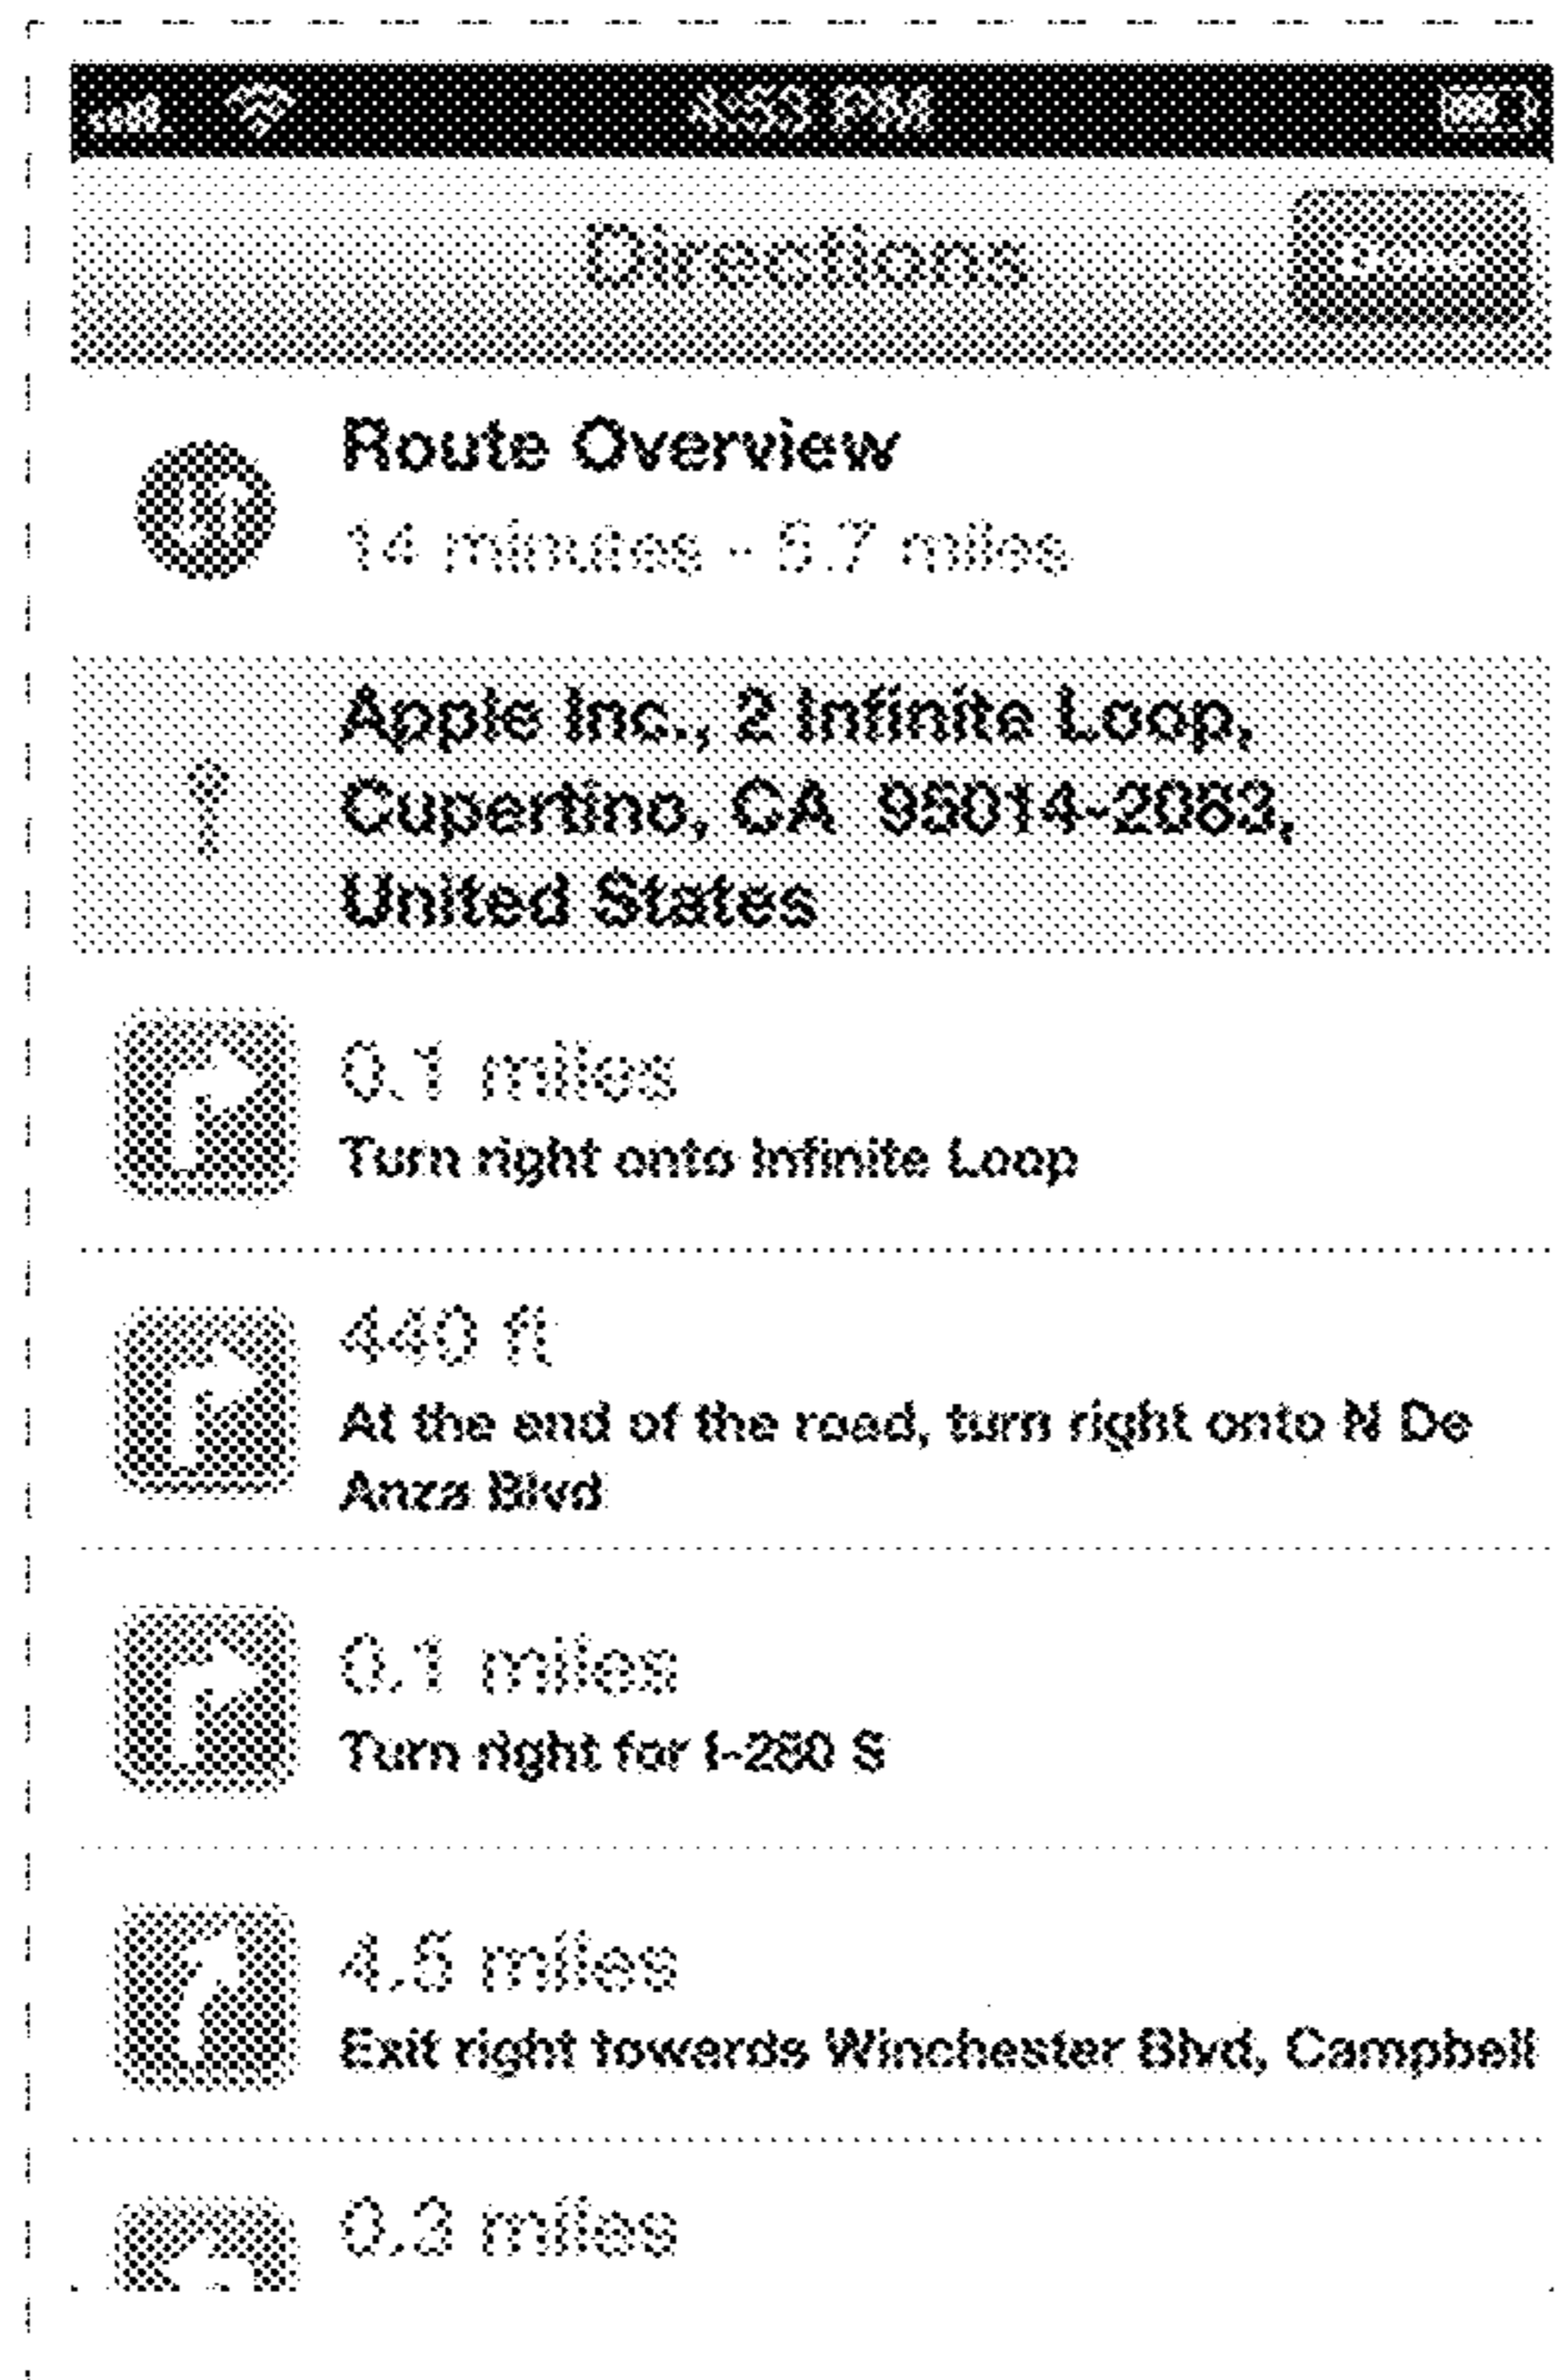 4:53 PM
Directions
Route Overview
14 minutes - 5.7 miles
Apple Inc., 2 Infinite Loop,
Cupertino, CA 95014-2083,
United States
0.1 miles
Turn right onto Infinite Loop
440 ft
At the end of the road, turn right onto N De
Anza Blvd
0.1 miles
Turn right for I-280 S
4.5 miles
Exit right towards Winchester Blvd, Campbell
0.3 miles